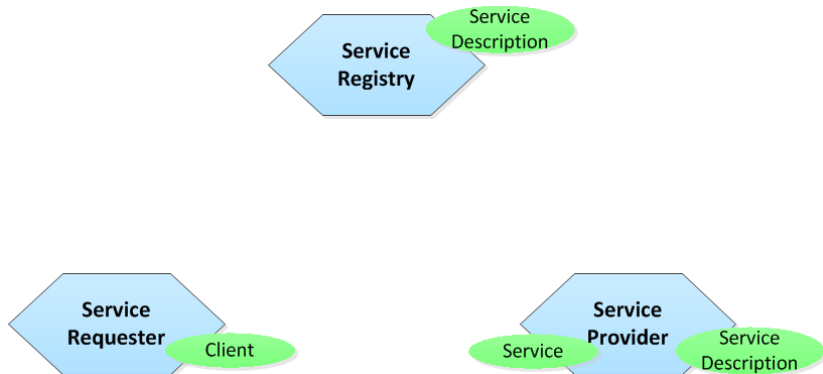 Service
Description
Service
Registry
Service
Requester
Client
Service
Provider
Service
Service
Description